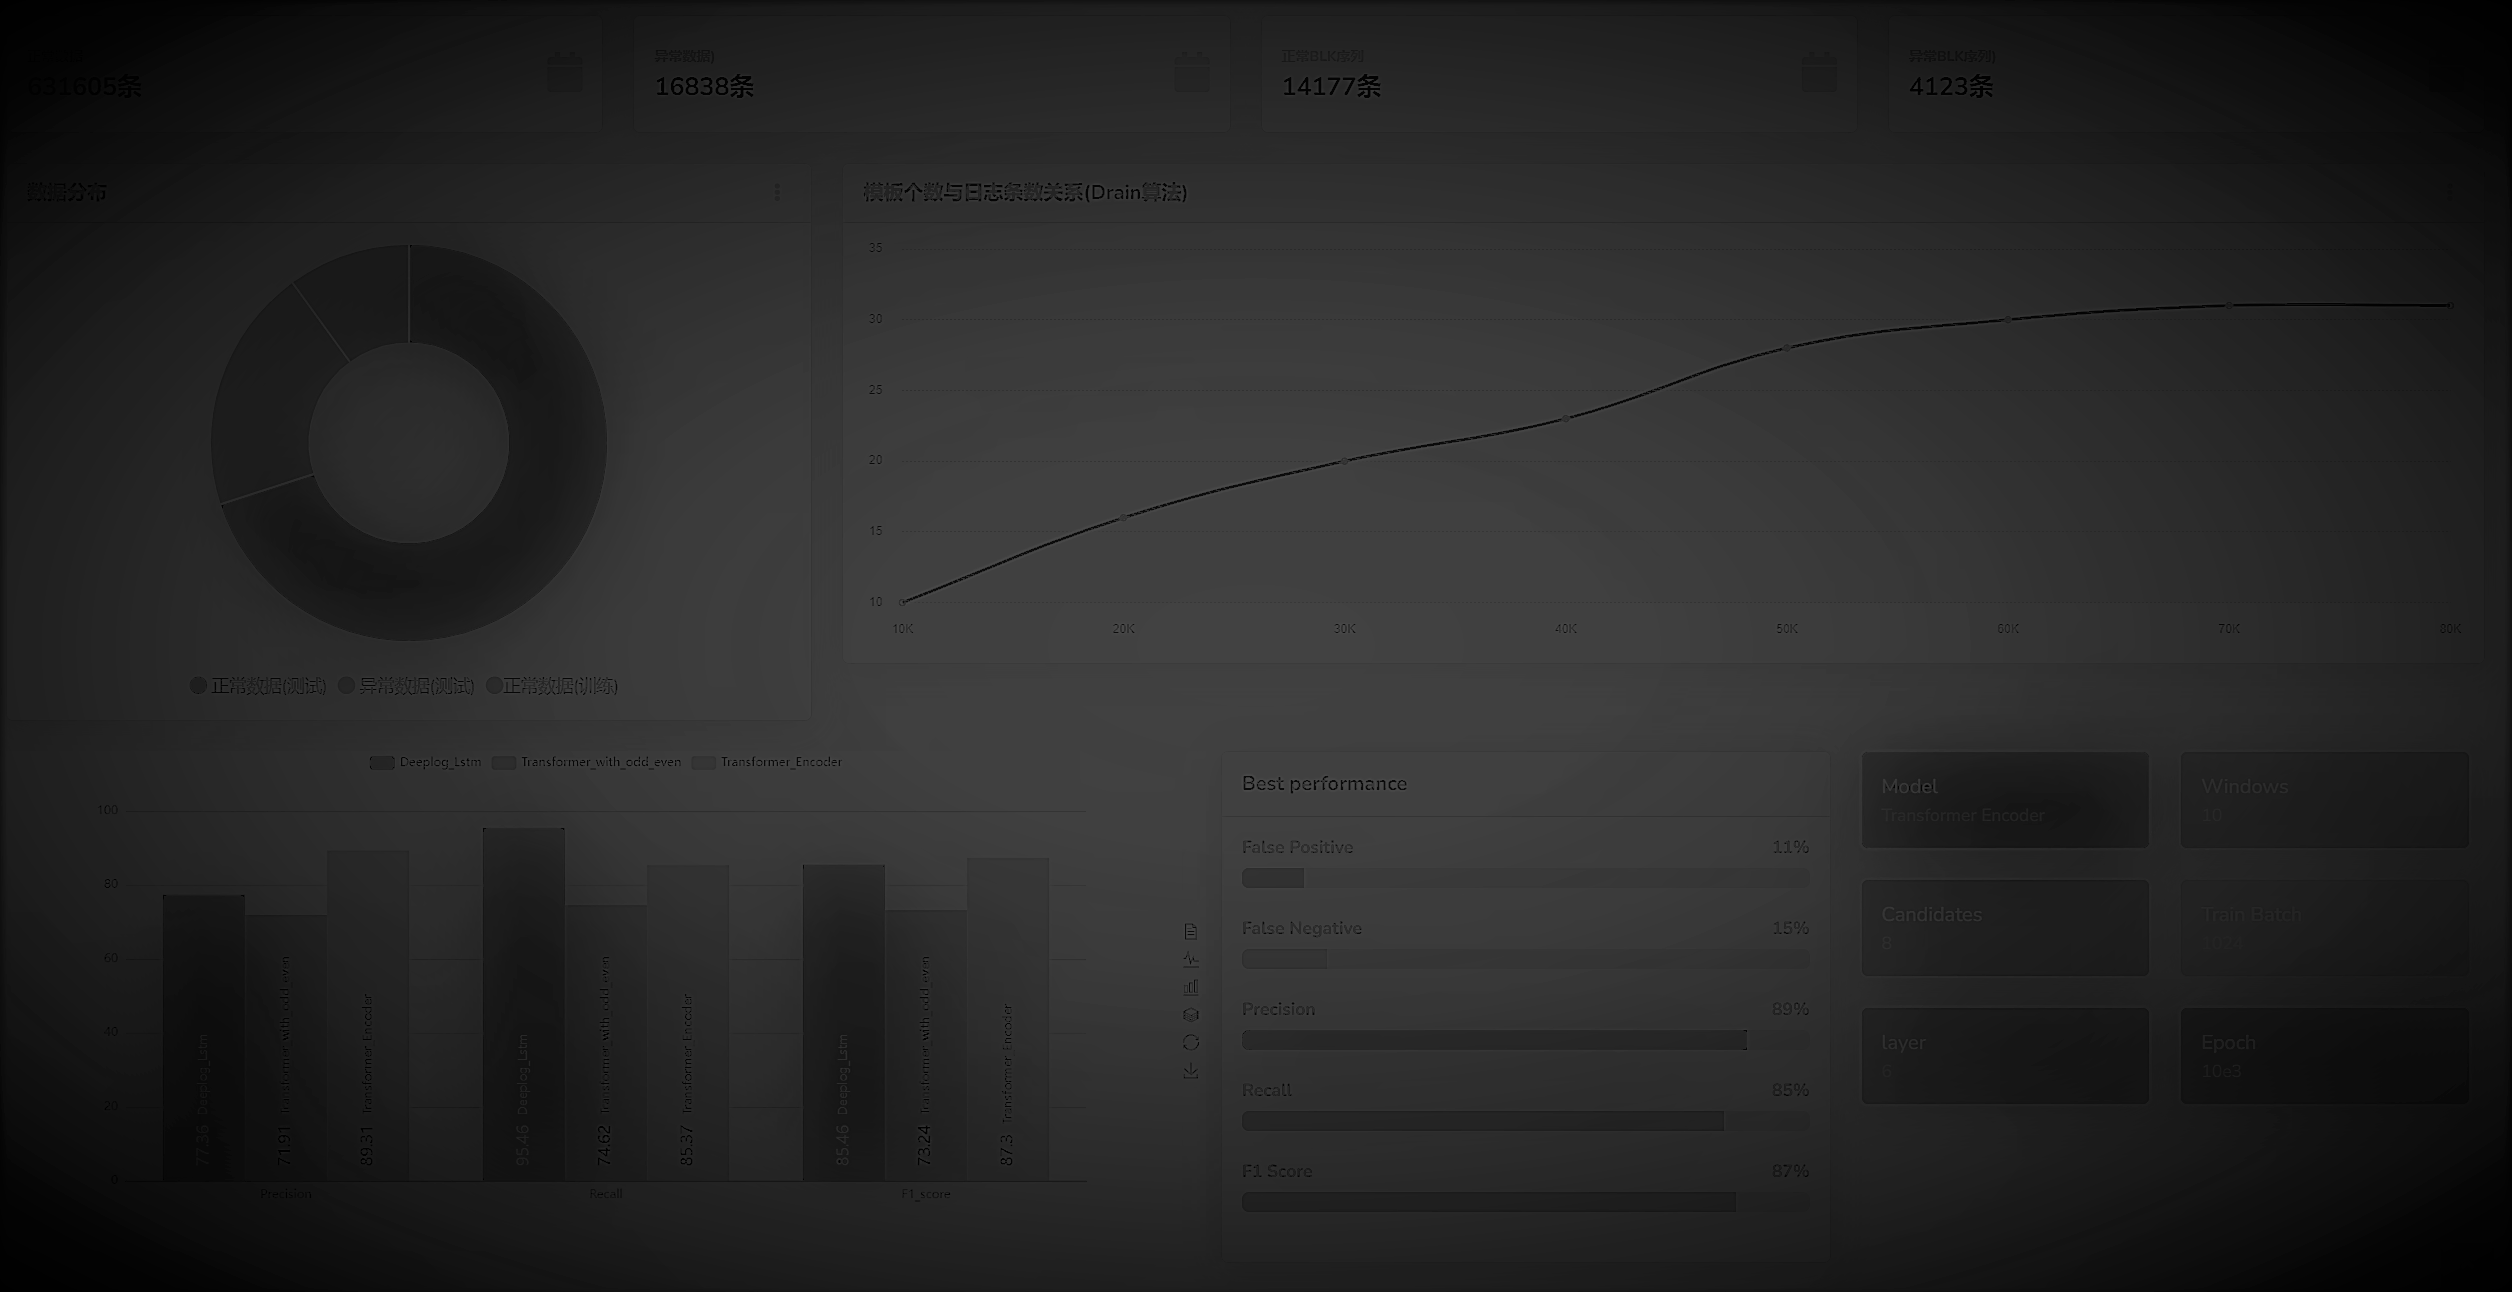 631605条
异常数据)
16838条
正常BLK序列
14177条
异常BLK序列)
4123条
数据分布
正常数据(测试) 异常数据(测试) 正常数据(训练)
模板个数与日志条数关系(Drain算法)
35
30
25
20
15
10
10K 20K 30K 40K 50K 60K 70K 80K
Deeplog_Lstm Transformer_with_odd_even Transformer_Encoder
100
80
60
40
20
0
77.36 Deeplog_Lstm
71.91 Transformer_with_odd_even
89.31 Transformer_Encoder
95.46 Deeplog_Lstm
74.62 Transformer_with_odd_even
85.37 Transformer_Encoder
85.46 Deeplog_Lstm
73.24 Transformer_with_odd_even
87.3 Transformer_Encoder
Precision Recall F1_score
Best performance
False Positive 11%
False Negative 15%
Precision 89%
Recall 85%
F1 Score 87%
Model
Transformer Encoder
Windows
10
Candidates
8
Train Batch
layer
6
Epoch
10e3